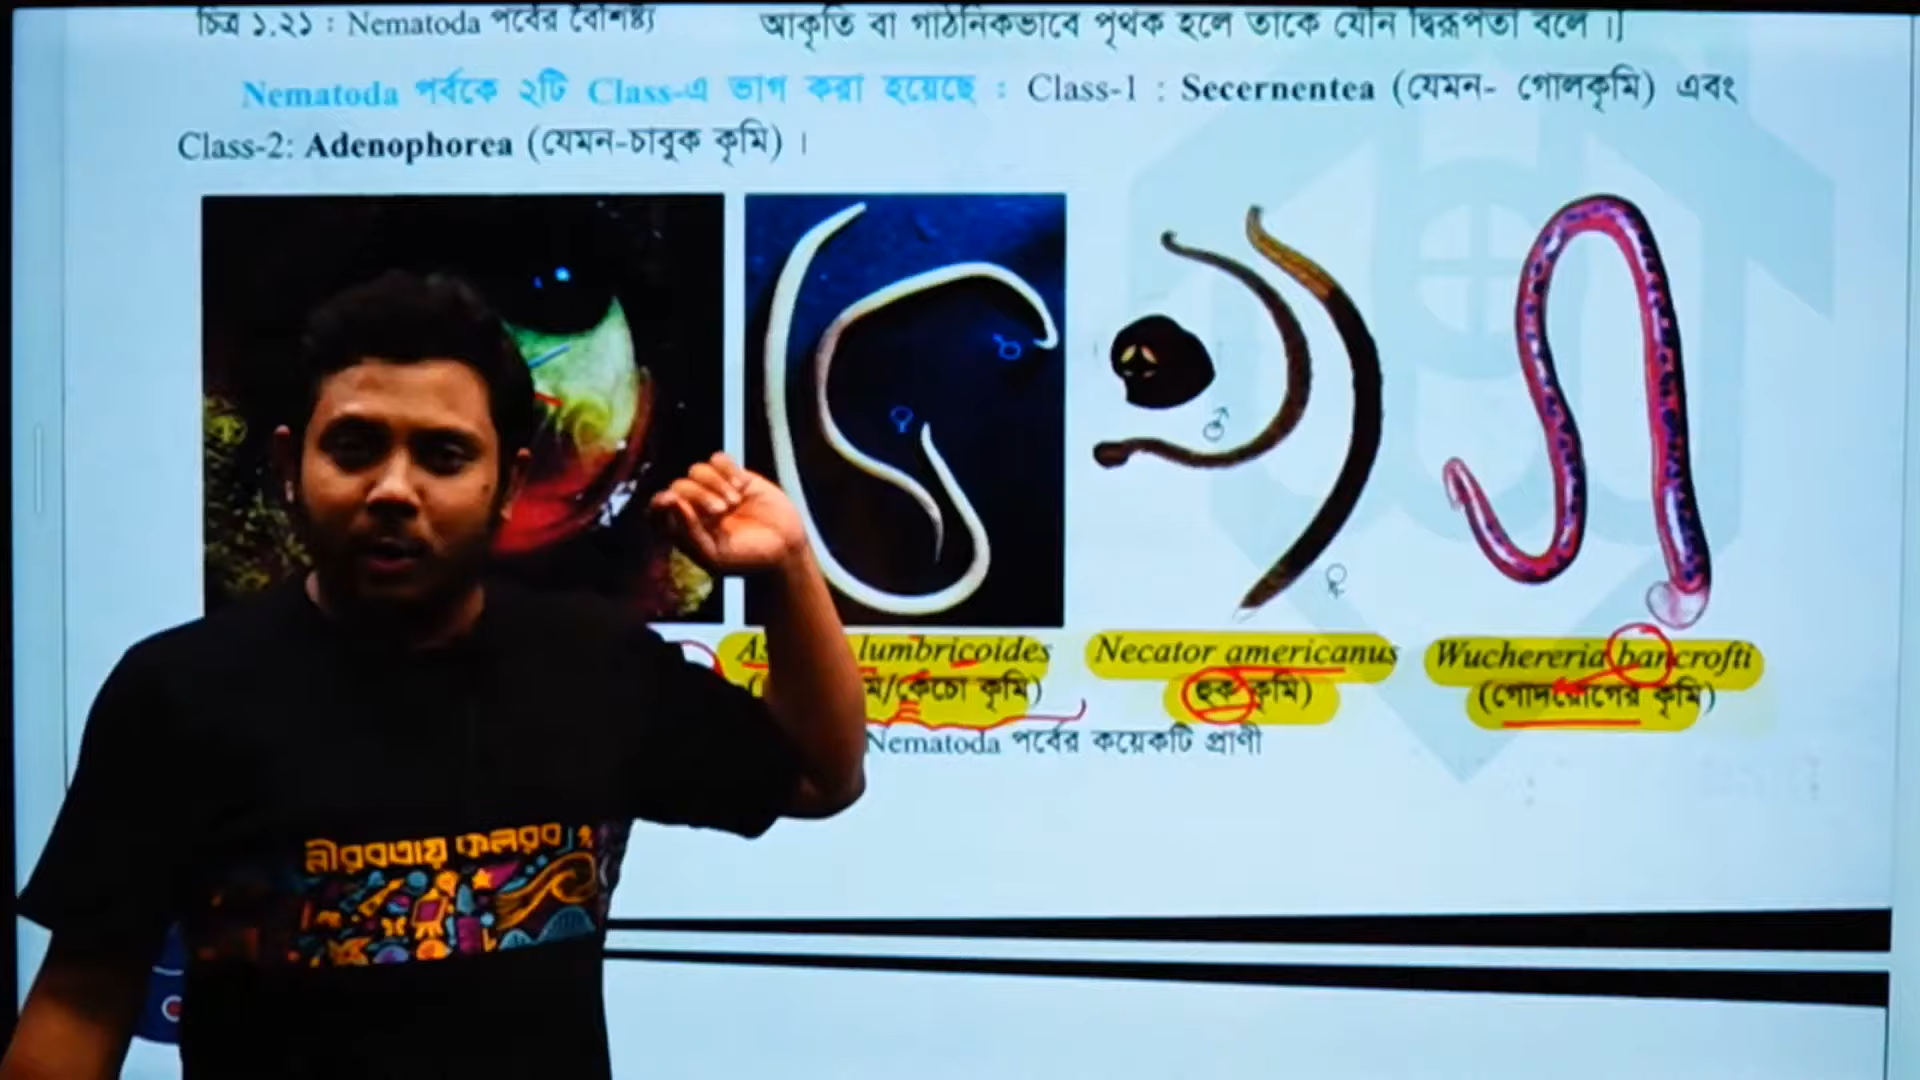 চিত্র ১.২১ : Nematoda পর্বের বৈশিষ্ট্য
আকৃতি বা গাঠনিকভাবে পৃথক হলে তাকে যৌন দ্বিরূপতা বলে ।]
Nematoda পর্বকে ২টি Class-এ ভাগ করা হয়েছে : Class-1 : Secernentea (যেমন- গোলকৃমি) এবং
Class-2: Adenophorea (যেমন-চাবুক কৃমি) ।
♂
♀
♂
♀
lumbricoides
কেঁচো কৃমি)
Necator americanus
(হুক কৃমি)
Wuchereria bancrofti
(গোদরোগের কৃমি)
Nematoda পর্বের কয়েকটি প্রাণী
নীরবতায় কলরব